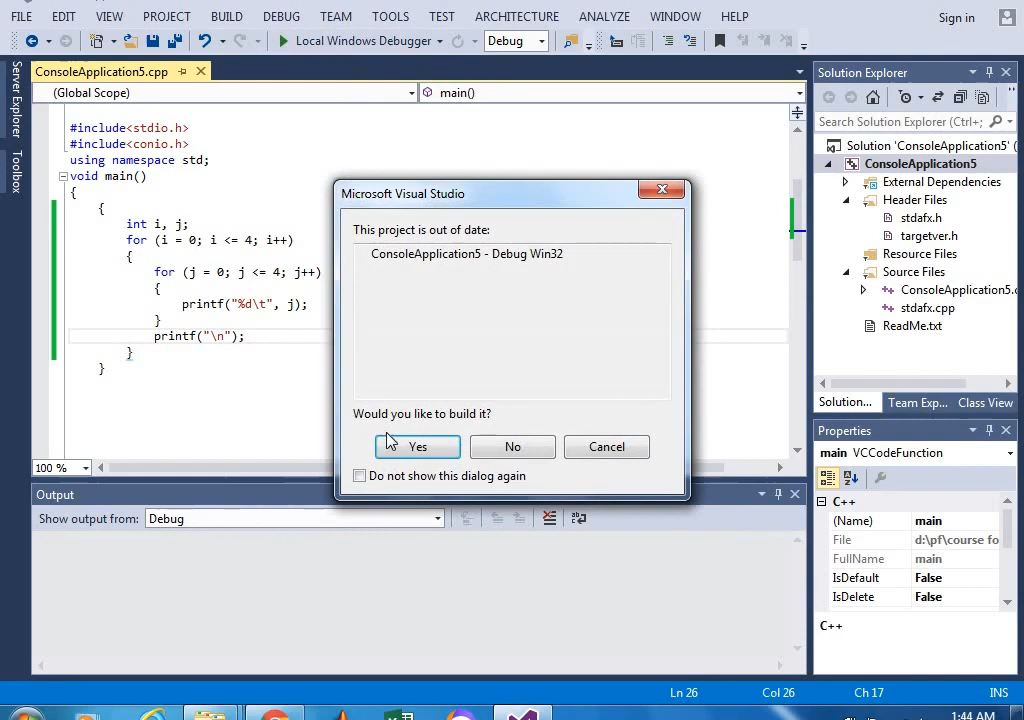 FILE EDIT VIEW PROJECT BUILD DEBUG TEAM TOOLS TEST ARCHITECTURE ANALYZE WINDOW HELP Sign in
Local Windows Debugger Debug
Server Explorer
Toolbox
ConsoleApplication5.cpp
(Global Scope) main()
#include<stdio.h>
#include<conio.h>
using namespace std;
void main()
{
{
int i, j;
for (i = 0; i <= 4; i++)
{
for (j = 0; j <= 4; j++)
{
printf("%d\t", j);
}
printf("\n");
}
}
100 %
Microsoft Visual Studio
This project is out of date:
ConsoleApplication5 - Debug Win32
Would you like to build it?
Yes No Cancel
Do not show this dialog again
Output
Show output from: Debug
Solution Explorer
Search Solution Explorer (Ctrl+;
Solution 'ConsoleApplication5' (
ConsoleApplication5
External Dependencies
Header Files
stdafx.h
targetver.h
Resource Files
Source Files
ConsoleApplication5.c
stdafx.cpp
ReadMe.txt
Solution... Team Exp... Class View
Properties
main VCCodeFunction
C++
(Name) main
File d:\pf\course fo
FullName main
IsDefault False
IsDelete False
C++
Ln 26 Col 26 Ch 17 INS
1:44 AM